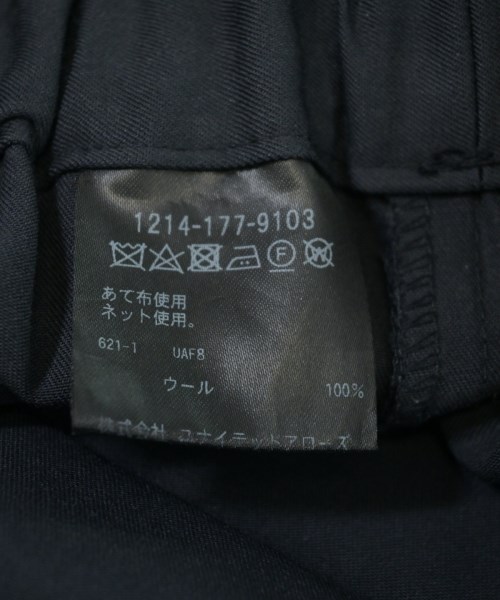 1214-177-9103
F W
あて布使用
ネット使用。
621-1 UAF8
ウール 100%
株式会社 ユナイテッドアローズ